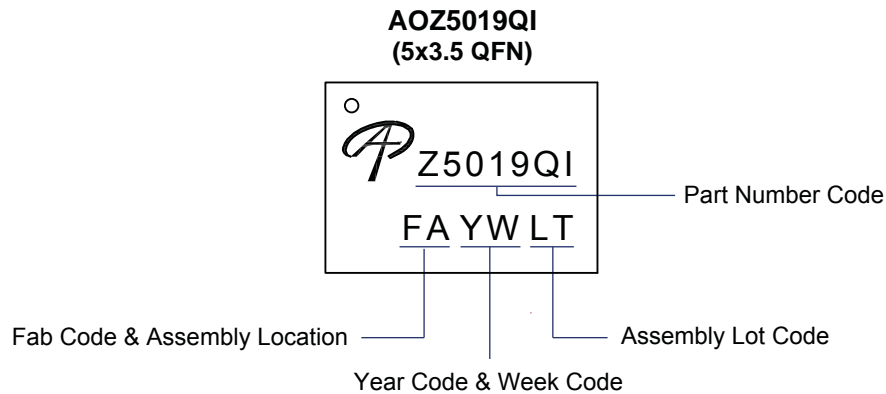 AOZ5019QI
(5x3.5 QFN)
Z5019QI
Part Number Code
FA YW LT
Fab Code & Assembly Location
Assembly Lot Code
Year Code & Week Code